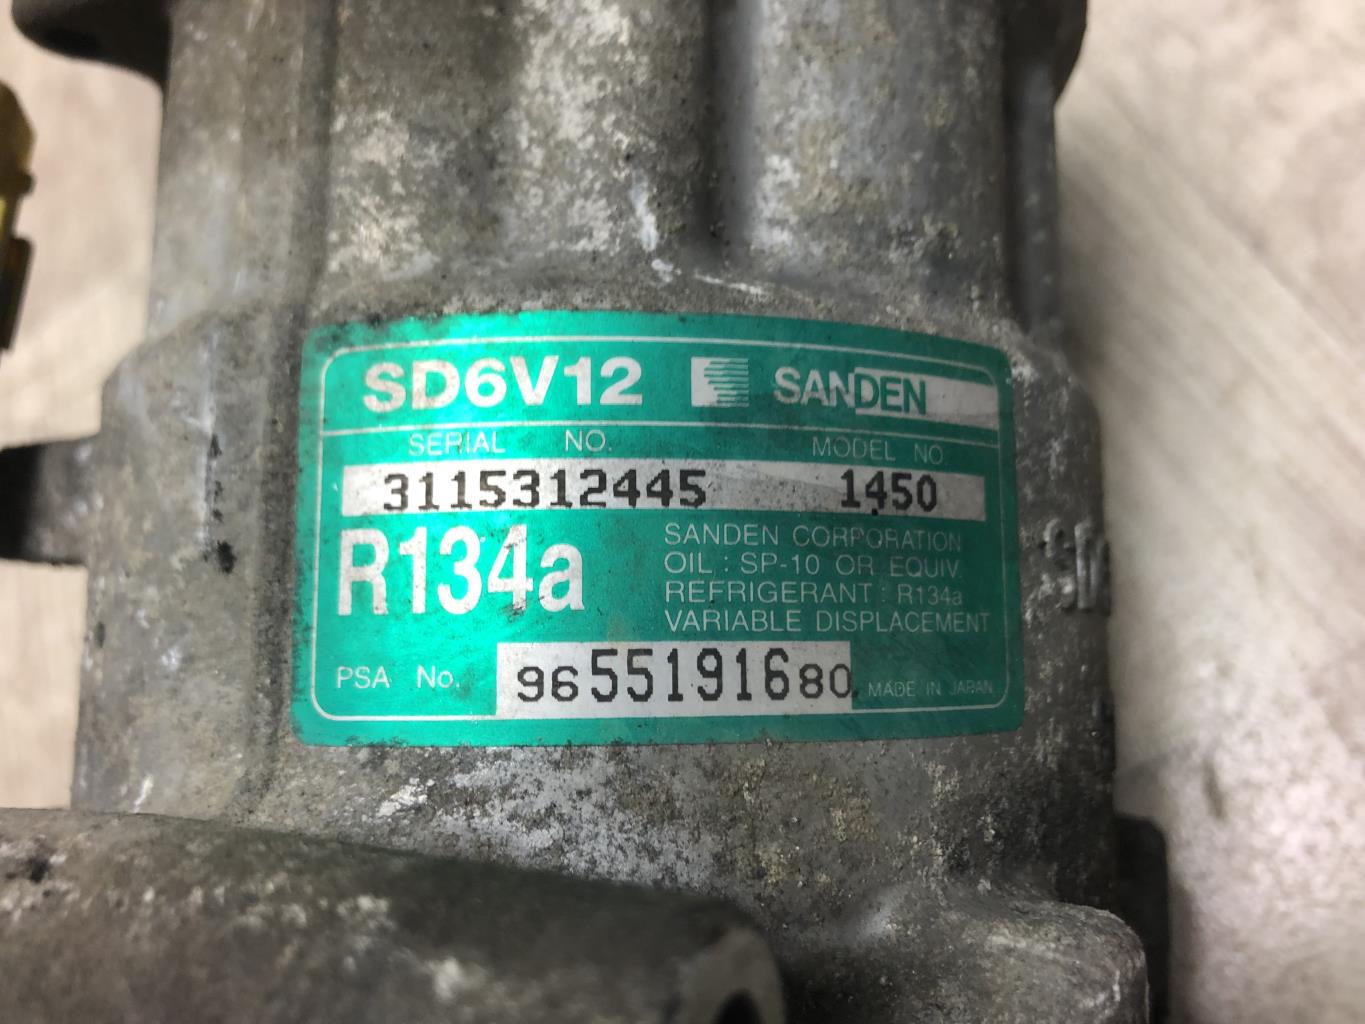 SD6V12 SANDEN
SERIAL NO. MODEL NO
3115312445 1450
R134a
SANDEN CORPORATION
OIL : SP-10 OR EQUIV.
REFRIGERANT : R134a
VARIABLE DISPLACEMENT
PSA No. 9655191680 MADE IN JAPAN